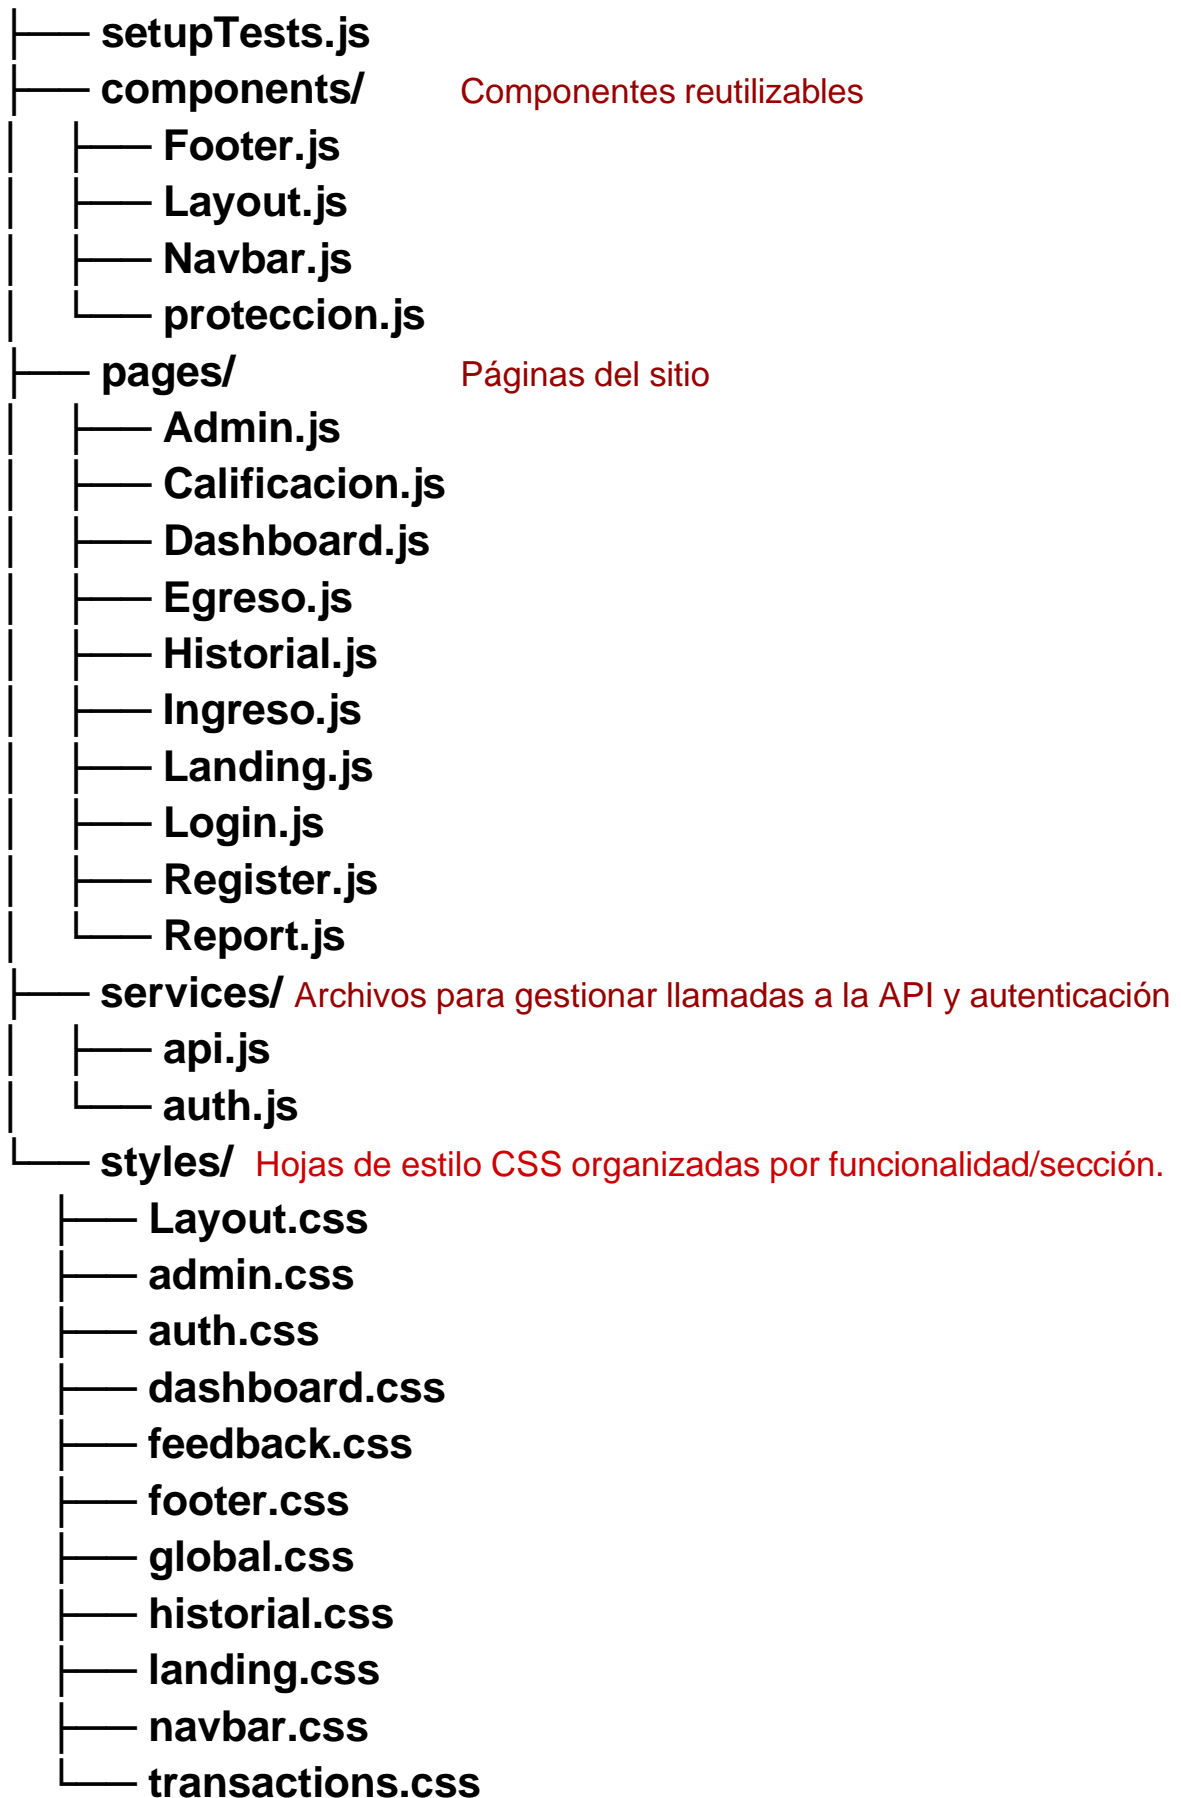 ├── setupTests.js
├── components/ Componentes reutilizables
│ ├── Footer.js
│ ├── Layout.js
│ ├── Navbar.js
│ └── proteccion.js
├── pages/ Páginas del sitio
│ ├── Admin.js
│ ├── Calificacion.js
│ ├── Dashboard.js
│ ├── Egreso.js
│ ├── Historial.js
│ ├── Ingreso.js
│ ├── Landing.js
│ ├── Login.js
│ ├── Register.js
│ └── Report.js
├── services/ Archivos para gestionar llamadas a la API y autenticación
│ ├── api.js
│ └── auth.js
└── styles/ Hojas de estilo CSS organizadas por funcionalidad/sección.
├── Layout.css
├── admin.css
├── auth.css
├── dashboard.css
├── feedback.css
├── footer.css
├── global.css
├── historial.css
├── landing.css
├── navbar.css
└── transactions.css